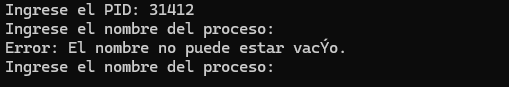 Ingrese el PID: 31412
Ingrese el nombre del proceso:
Error: El nombre no puede estar vacÝo.
Ingrese el nombre del proceso: